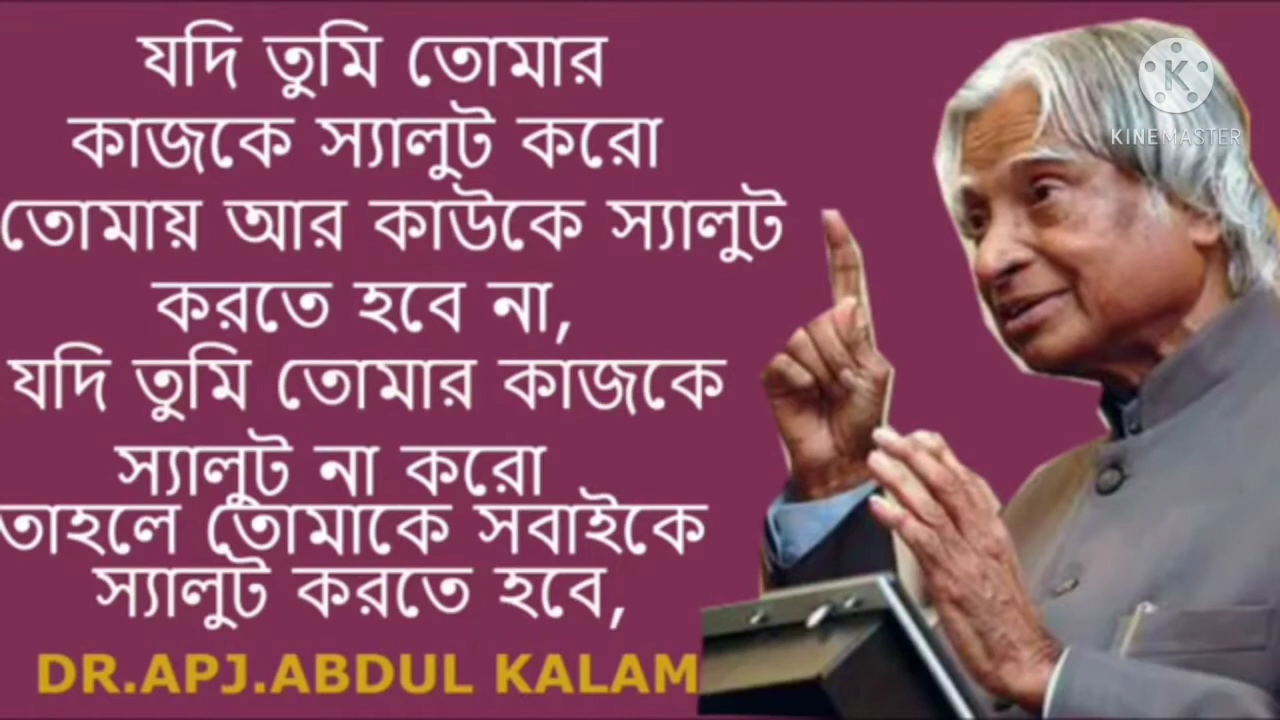 যদি তুমি তোমার
কাজকে স্যালুট করো
তোমায় আর কাউকে স্যালুট
করতে হবে না,
যদি তুমি তোমার কাজকে
স্যালুট না করো
তাহলে তোমাকে সবাইকে
স্যালুট করতে হবে,
DR.APJ.ABDUL KALAM
K
KINEMASTER